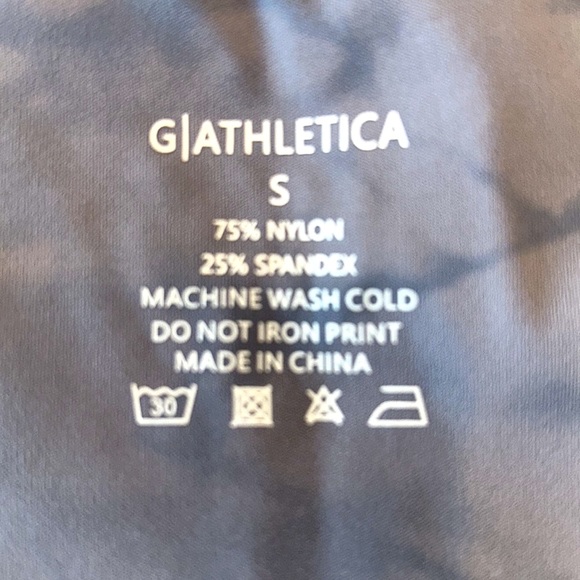 G|ATHLETICA
S
75% NYLON
25% SPANDEX
MACHINE WASH COLD
DO NOT IRON PRINT
MADE IN CHINA
30